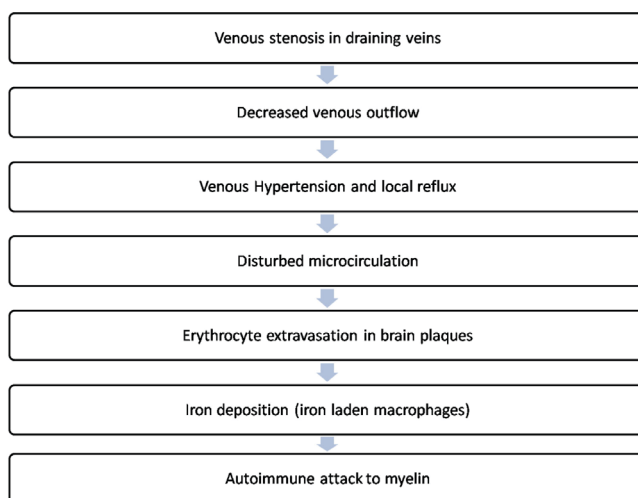 Venous stenosis in draining veins
Decreased venous outflow
Venous Hypertension and local reflux
Disturbed microcirculation
Erythrocyte extravasation in brain plaques
Iron deposition (iron laden macrophages)
Autoimmune attack to myelin